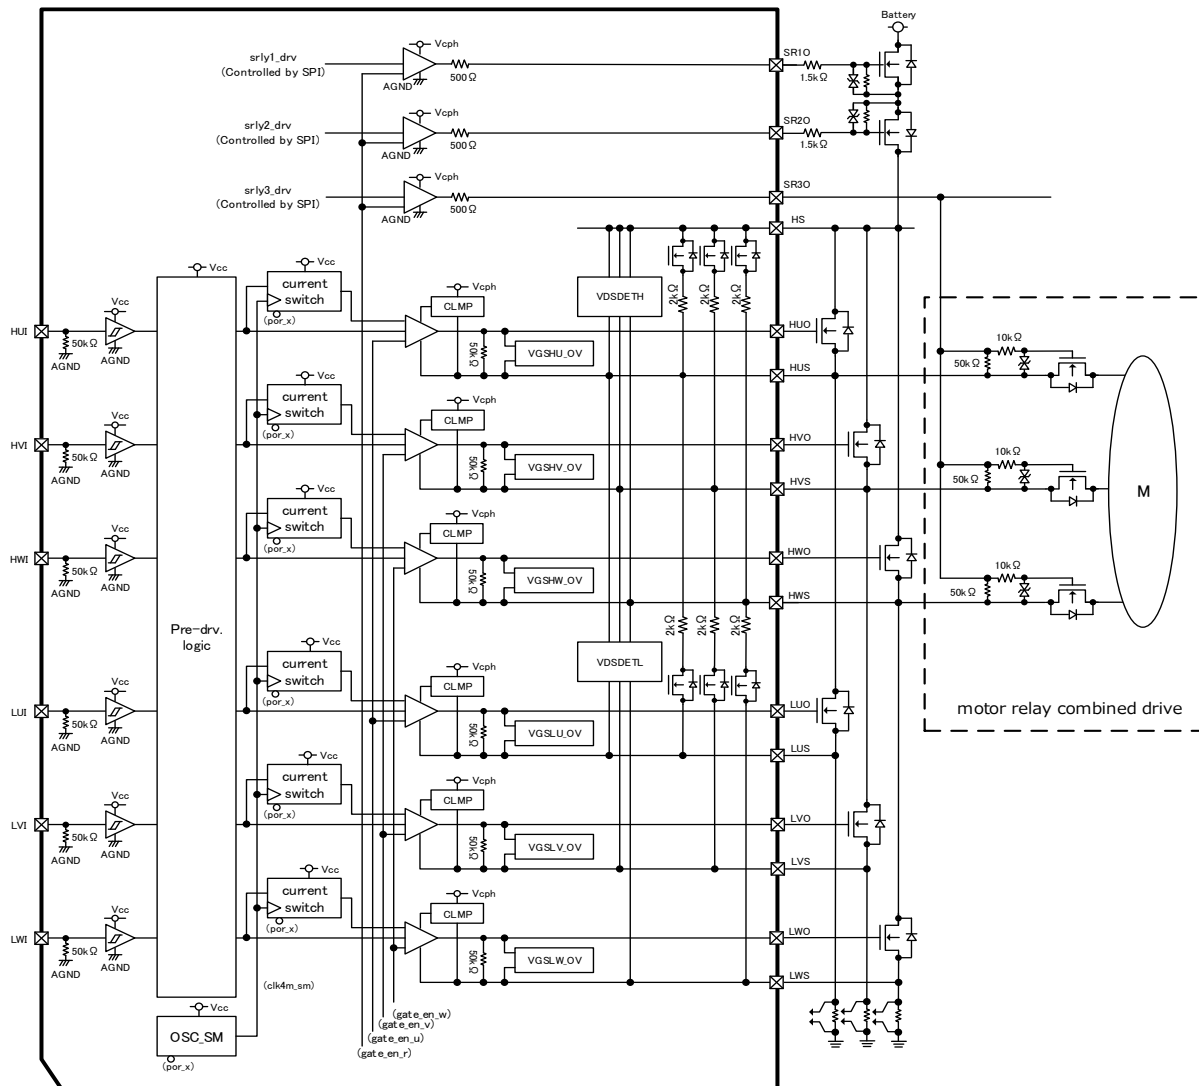 Battery
srly1_drv
(Controlled by SPI)
Vcph
AGND
500Ω
SR1O
1.5kΩ
srly2_drv
(Controlled by SPI)
Vcph
AGND
500Ω
SR2O
1.5kΩ
srly3_drv
(Controlled by SPI)
Vcph
AGND
500Ω
SR3O
HS
Vcc
Vcc
current
switch
(por_x)
Vcph
CLMP
VDSDETH
2kΩ
2kΩ
2kΩ
HUI
50kΩ
AGND
Vcc
AGND
50kΩ
VGSHU_OV
HUO
HUS
10kΩ
50kΩ
Vcc
current
switch
(por_x)
Vcph
CLMP
HVI
50kΩ
AGND
Vcc
AGND
50kΩ
VGSHV_OV
HVO
HVS
10kΩ
50kΩ
M
Vcc
current
switch
(por_x)
Vcph
CLMP
HWI
50kΩ
AGND
Vcc
AGND
50kΩ
VGSHW_OV
HWO
HWS
10kΩ
50kΩ
Pre-drv.
logic
2kΩ
2kΩ
2kΩ
VDSDETL
Vcc
current
switch
(por_x)
Vcph
CLMP
LUI
50kΩ
AGND
Vcc
AGND
50kΩ
VGSLU_OV
LUO
LUS
motor relay combined drive
Vcc
current
switch
(por_x)
Vcph
CLMP
LVI
50kΩ
AGND
Vcc
AGND
50kΩ
VGSLV_OV
LVO
LVS
Vcc
current
switch
(por_x)
Vcph
CLMP
LWI
50kΩ
AGND
Vcc
AGND
50kΩ
VGSLW_OV
LWO
LWS
(clk4m_sm)
Vcc
OSC_SM
(por_x)
(gate_en_w)
(gate_en_v)
(gate_en_u)
(gate_en_r)